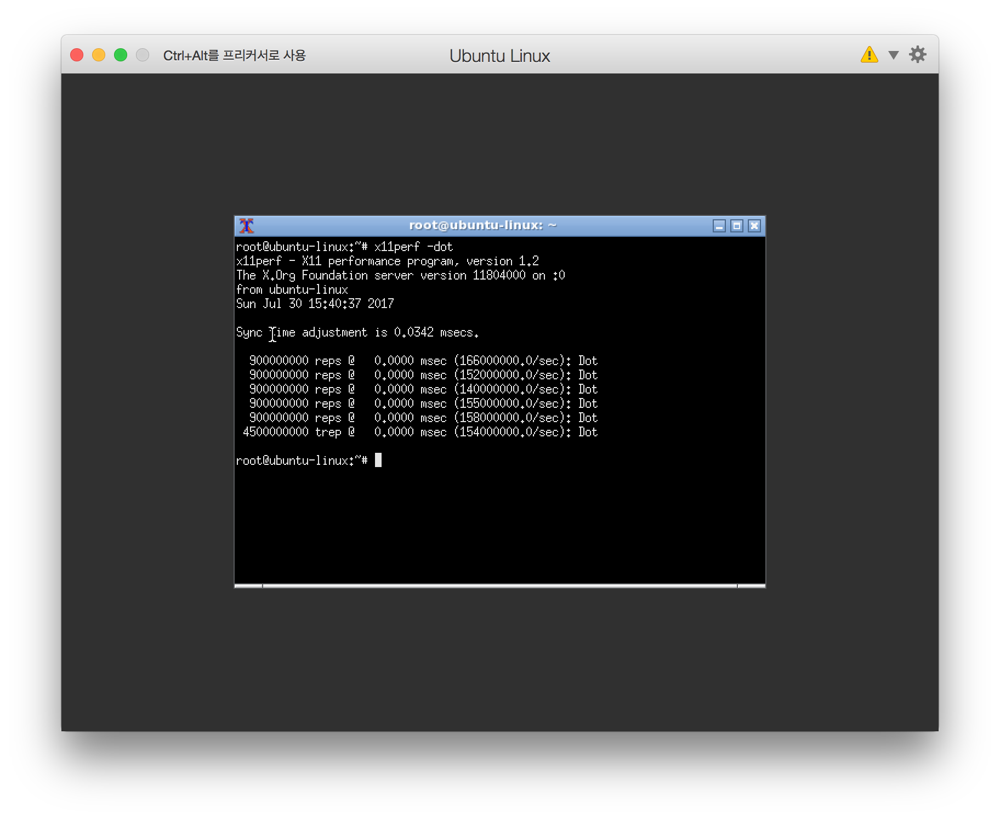 Ctrl+Alt를 프리커서로 사용
Ubuntu Linux
root@ubuntu-linux: ~
root@ubuntu-linux:~# x11perf -dot
x11perf - X11 performance program, version 1.2
The X.Org Foundation server version 11804000 on :0
from ubuntu-linux
Sun Jul 30 15:40:37 2017
Sync time adjustment is 0.0342 msecs.
900000000 reps @   0.0000 msec (166000000.0/sec): Dot
900000000 reps @   0.0000 msec (152000000.0/sec): Dot
900000000 reps @   0.0000 msec (140000000.0/sec): Dot
900000000 reps @   0.0000 msec (155000000.0/sec): Dot
900000000 reps @   0.0000 msec (158000000.0/sec): Dot
4500000000 trep @   0.0000 msec (154000000.0/sec): Dot
root@ubuntu-linux:~#